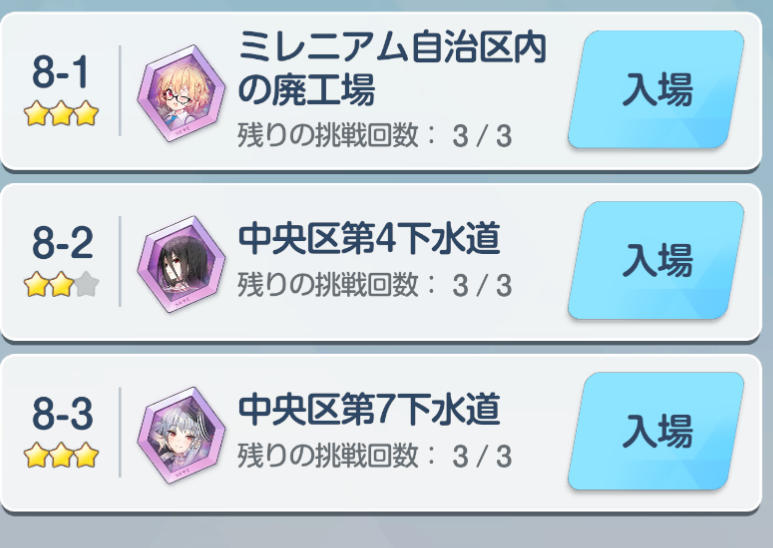 8-1
ミレニアム自治区内
の廃工場
残りの挑戦回数： 3 / 3
入場
8-2
中央区第4下水道
残りの挑戦回数： 3 / 3
入場
8-3
中央区第7下水道
残りの挑戦回数： 3 / 3
入場